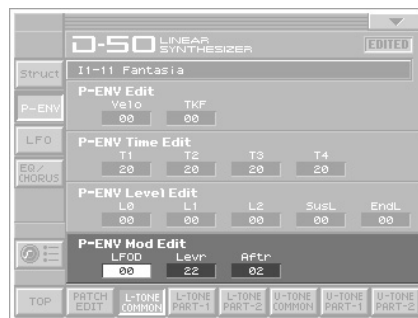 D-50 LINEAR SYNTHESIZER
EDITED
Struct
I1-11 Fantasia
P-ENV Edit
Velo TKF
P-ENV
00 00
LFO
P-ENV Time Edit
T1 T2 T3 T4
20 20 20 20
EQ/CHORUS
P-ENV Level Edit
L0 L1 L2 SusL EndL
00 00 00 00 00
P-ENV Mod Edit
LFOD Levr Aftr
00 22 02
TOP
PATCH EDIT
L-TONE COMMON
L-TONE PART-1
L-TONE PART-2
U-TONE COMMON
U-TONE PART-1
U-TONE PART-2